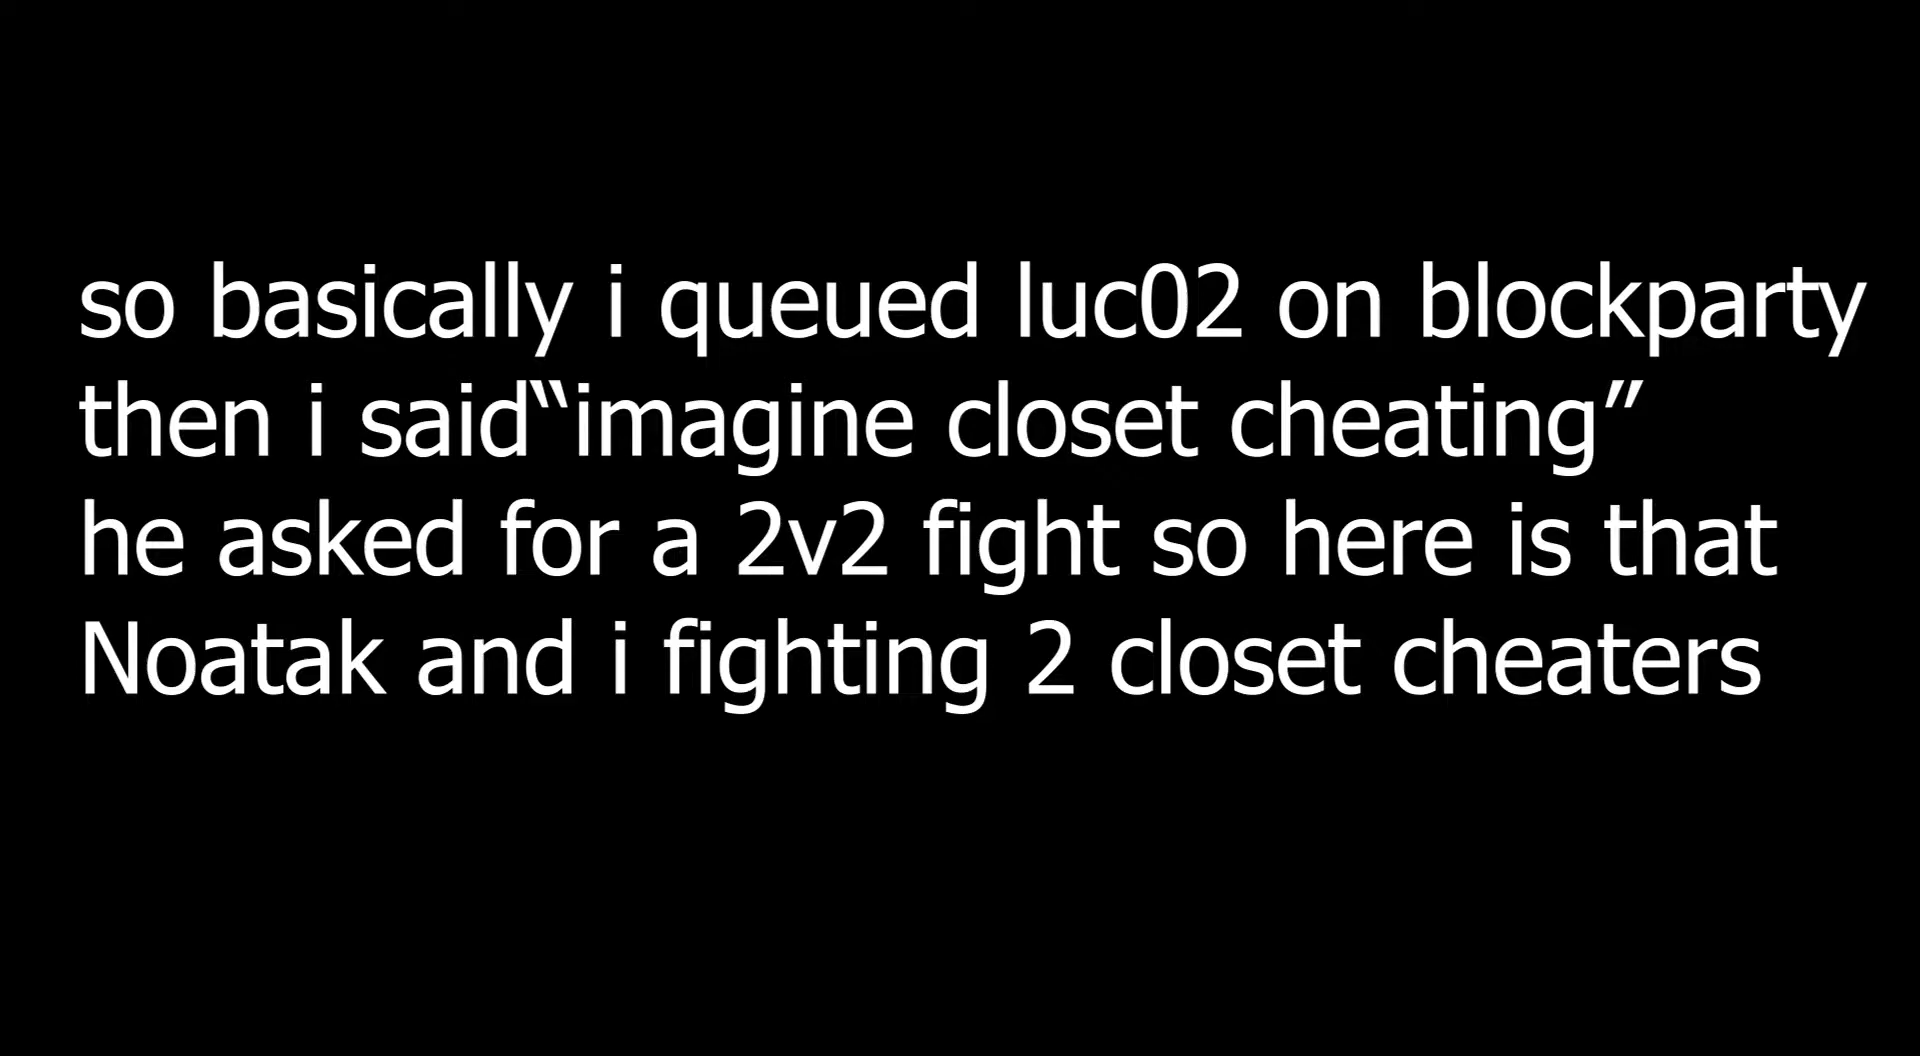 so basically i queued luc02 on blockparty
then i said“imagine closet cheating”
he asked for a 2v2 fight so here is that
Noatak and i fighting 2 closet cheaters